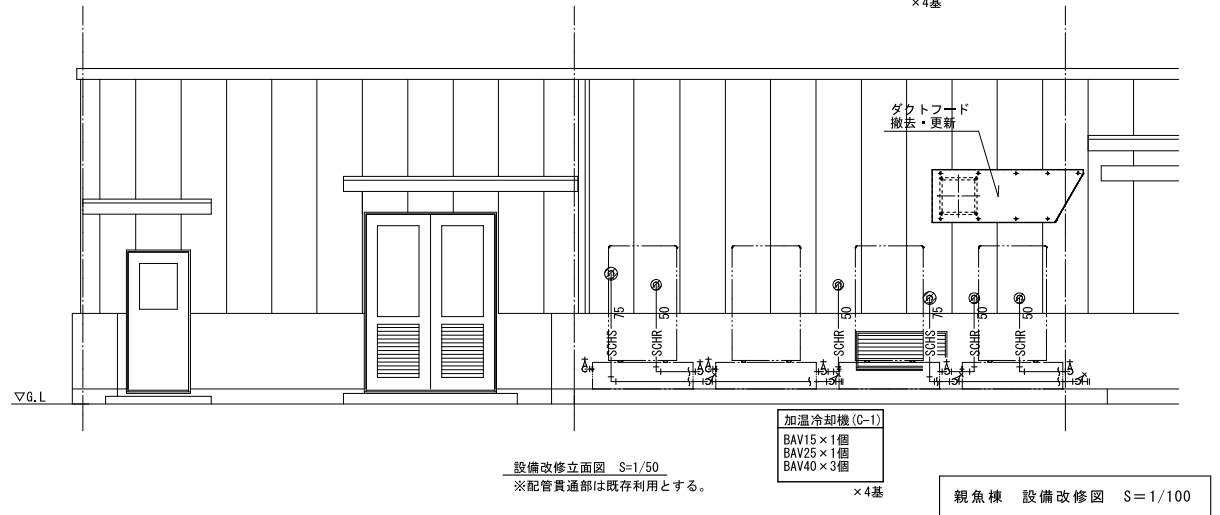 ×4基
ダクトフード
撤去・更新
SCHS 75
SCHR 50
SCHR 50
SCHS 75
SCHR 50
SCHR 50
▽G.L
加温冷却機(C-1)
BAV15×1個
BAV25×1個
BAV40×3個
×4基
設備改修立面図 S=1/50
※配管貫通部は既存利用とする。
親魚棟 設備改修図 S=1/100